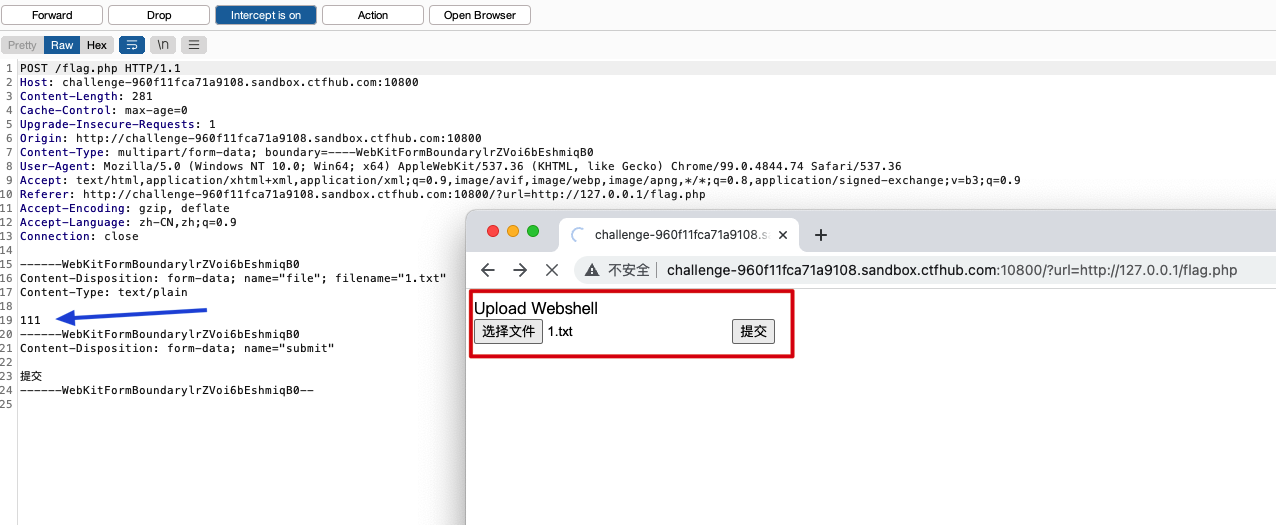 Forward Drop Intercept is on Action Open Browser
Pretty Raw Hex \n
1 POST /flag.php HTTP/1.1
2 Host: challenge-960f11fca71a9108.sandbox.ctfhub.com:10800
3 Content-Length: 281
4 Cache-Control: max-age=0
5 Upgrade-Insecure-Requests: 1
6 Origin: http://challenge-960f11fca71a9108.sandbox.ctfhub.com:10800
7 Content-Type: multipart/form-data; boundary=----WebKitFormBoundarylrZVoi6bEshmiqB0
8 User-Agent: Mozilla/5.0 (Windows NT 10.0; Win64; x64) AppleWebKit/537.36 (KHTML, like Gecko) Chrome/99.0.4844.74 Safari/537.36
9 Accept: text/html,application/xhtml+xml,application/xml;q=0.9,image/avif,image/webp,image/apng,*/*;q=0.8,application/signed-exchange;v=b3;q=0.9
10 Referer: http://challenge-960f11fca71a9108.sandbox.ctfhub.com:10800/?url=http://127.0.0.1/flag.php
11 Accept-Encoding: gzip, deflate
12 Accept-Language: zh-CN,zh;q=0.9
13 Connection: close
14
15 ------WebKitFormBoundarylrZVoi6bEshmiqB0
16 Content-Disposition: form-data; name="file"; filename="1.txt"
17 Content-Type: text/plain
18
19 111
20 ------WebKitFormBoundarylrZVoi6bEshmiqB0
21 Content-Disposition: form-data; name="submit"
22
23 提交
24 ------WebKitFormBoundarylrZVoi6bEshmiqB0--
25
challenge-960f11fca71a9108.s
不安全 challenge-960f11fca71a9108.sandbox.ctfhub.com:10800/?url=http://127.0.0.1/flag.php
Upload Webshell
选择文件 1.txt 提交